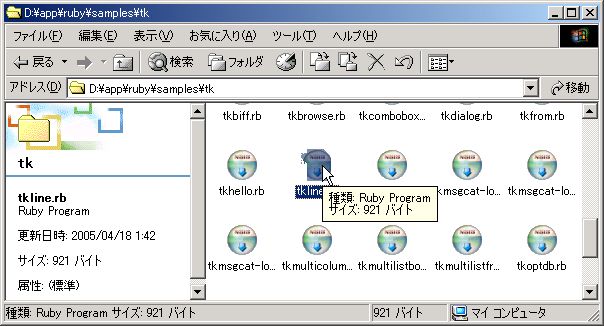 D:¥app¥ruby¥samples¥tk
ファイル(F) 編集(E) 表示(V) お気に入り(A) ツール(T) ヘルプ(H)
戻る 検索 フォルダ
アドレス(D) D:¥app¥ruby¥samples¥tk 移動
tk
tkline.rb
Ruby Program
更新日時: 2005/04/18 1:42
サイズ: 921 バイト
属性: (標準)
tkbiff.rb tkbrowse.rb tkcombobox... tkdialog.rb tkfrom.rb
tkhello.rb tkline... tkmsgcat-lo... tkmsgcat-lo...
種類: Ruby Program
サイズ: 921 バイト
tkmsgcat-lo... tkmulticolum... tkmultilistbo... tkmultilistfr... tkoptdb.rb
種類: Ruby Program サイズ: 921 バイト 921 バイト マイ コンピュータ